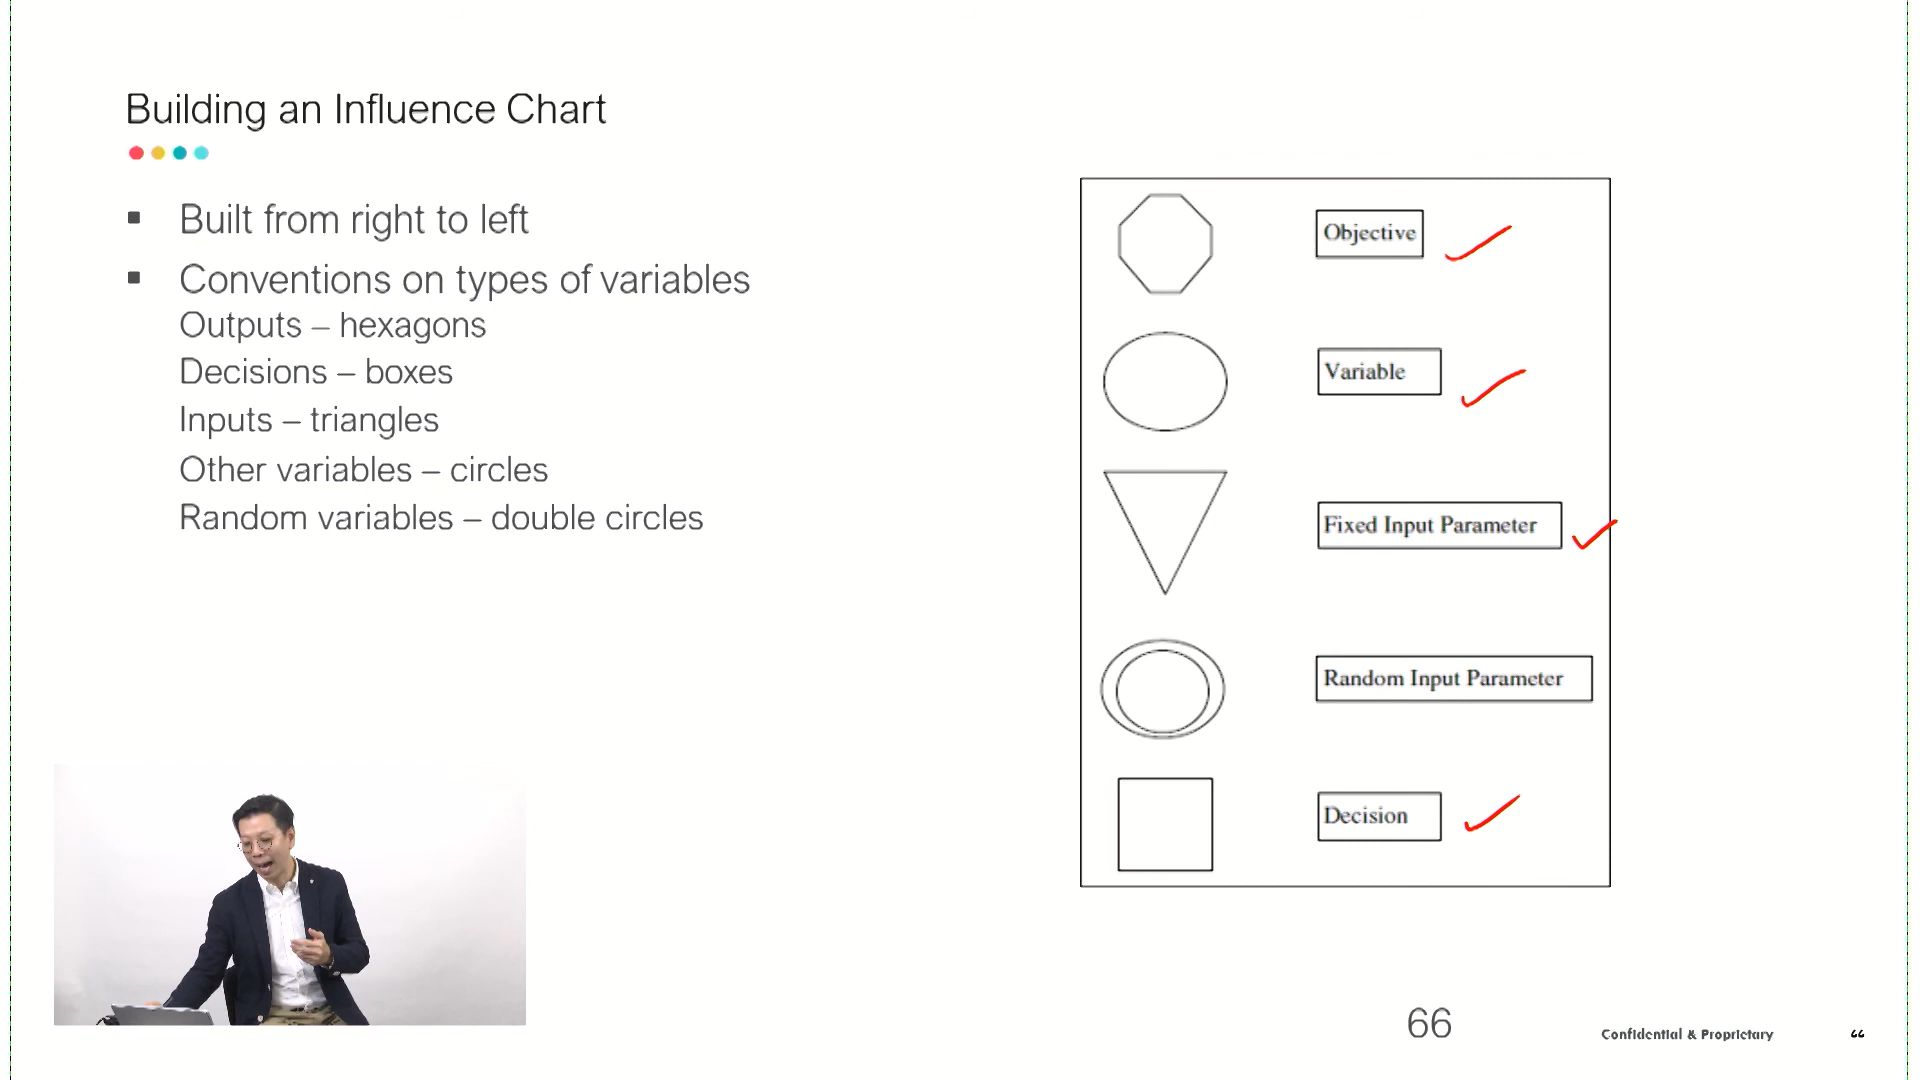 Building an Influence Chart
▪ Built from right to left
▪ Conventions on types of variables
Outputs – hexagons
Decisions – boxes
Inputs – triangles
Other variables – circles
Random variables – double circles
Objective
Variable
Fixed Input Parameter
Random Input Parameter
Decision
66
Confidential & Proprietary
66